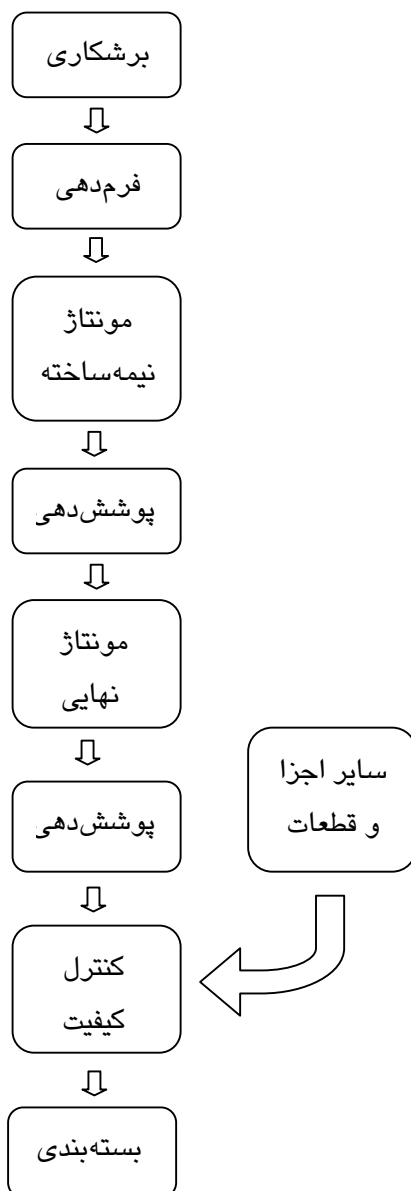 برشکاری
فرم‌دهی
مونتاژ
نیمه‌ساخته
پوشش‌دهی
مونتاژ
نهایی
سایر اجزا
و قطعات
پوشش‌دهی
کنترل
کیفیت
بسته‌بندی